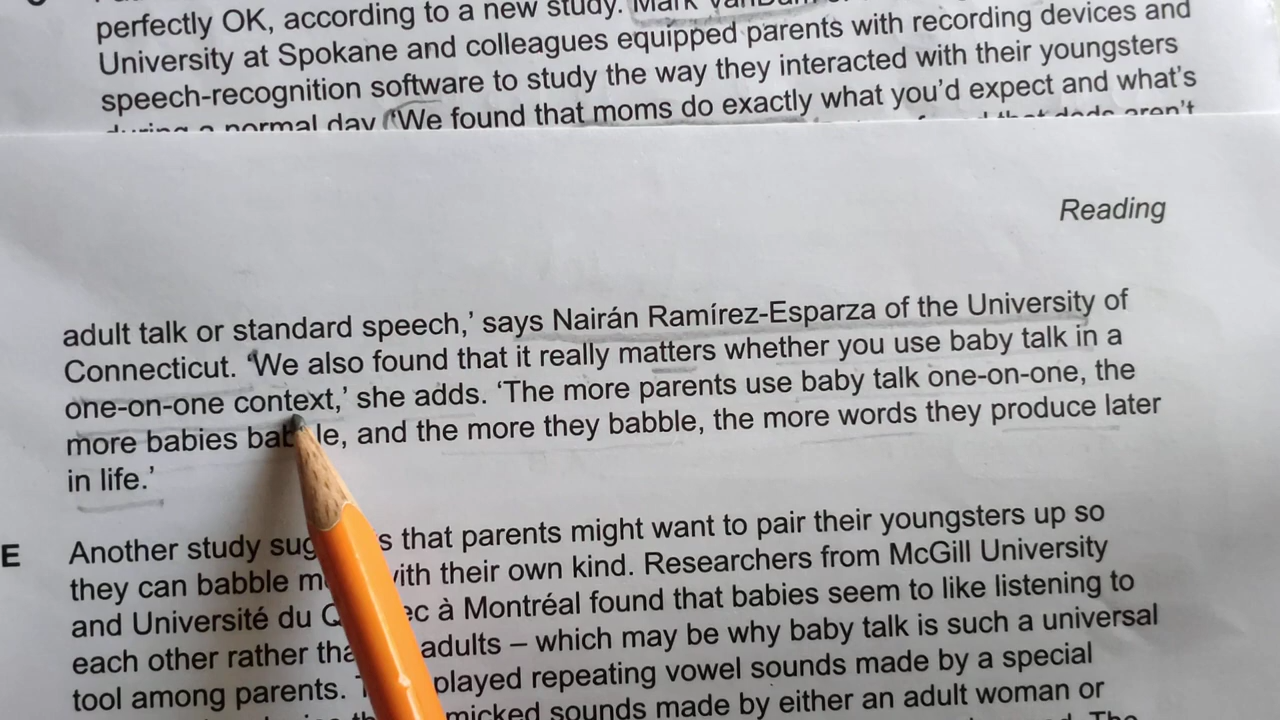 perfectly OK, according to a new study. Mark VanDam
University at Spokane and colleagues equipped parents with recording devices and
speech-recognition software to study the way they interacted with their youngsters
during a normal day. 'We found that moms do exactly what you'd expect and what's
that dads aren't
Reading
adult talk or standard speech,' says Nairán Ramírez-Esparza of the University of
Connecticut. 'We also found that it really matters whether you use baby talk in a
one-on-one context,' she adds. 'The more parents use baby talk one-on-one, the
more babies babble, and the more they babble, the more words they produce later
in life.'
E Another study that parents might want to pair their youngsters up so
they can babble with their own kind. Researchers from McGill University
and Université du à Montréal found that babies seem to like listening to
each other rather adults – which may be why baby talk is such a universal
tool among parents. played repeating vowel sounds made by a special
sounds made by either an adult woman or
The